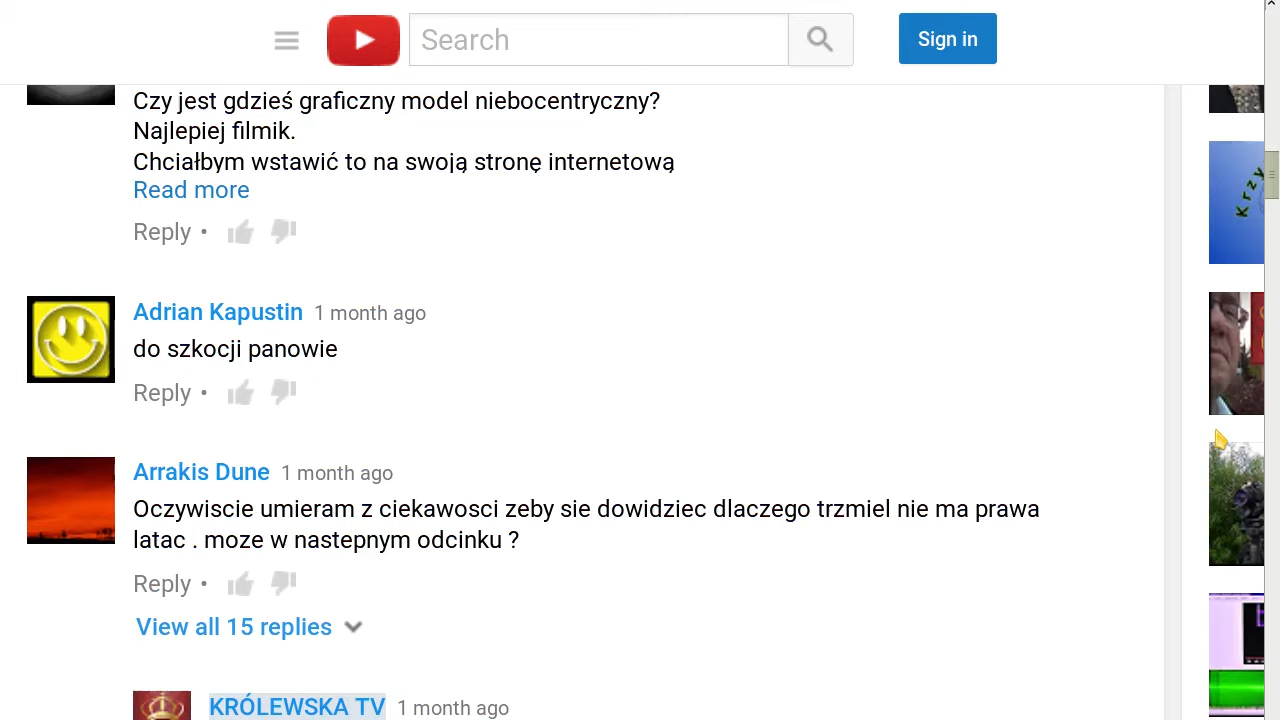 Search
Sign in
Czy jest gdzieś graficzny model niebocentryczny?
Najlepiej filmik.
Chciałbym wstawić to na swoją stronę internetową
Read more
Reply •
Adrian Kapustin 1 month ago
do szkocji panowie
Reply •
Arrakis Dune 1 month ago
Oczywiscie umieram z ciekawosci zeby sie dowidziec dlaczego trzmiel nie ma prawa
latac . moze w nastepnym odcinku ?
Reply •
View all 15 replies
KRÓLEWSKA TV 1 month ago